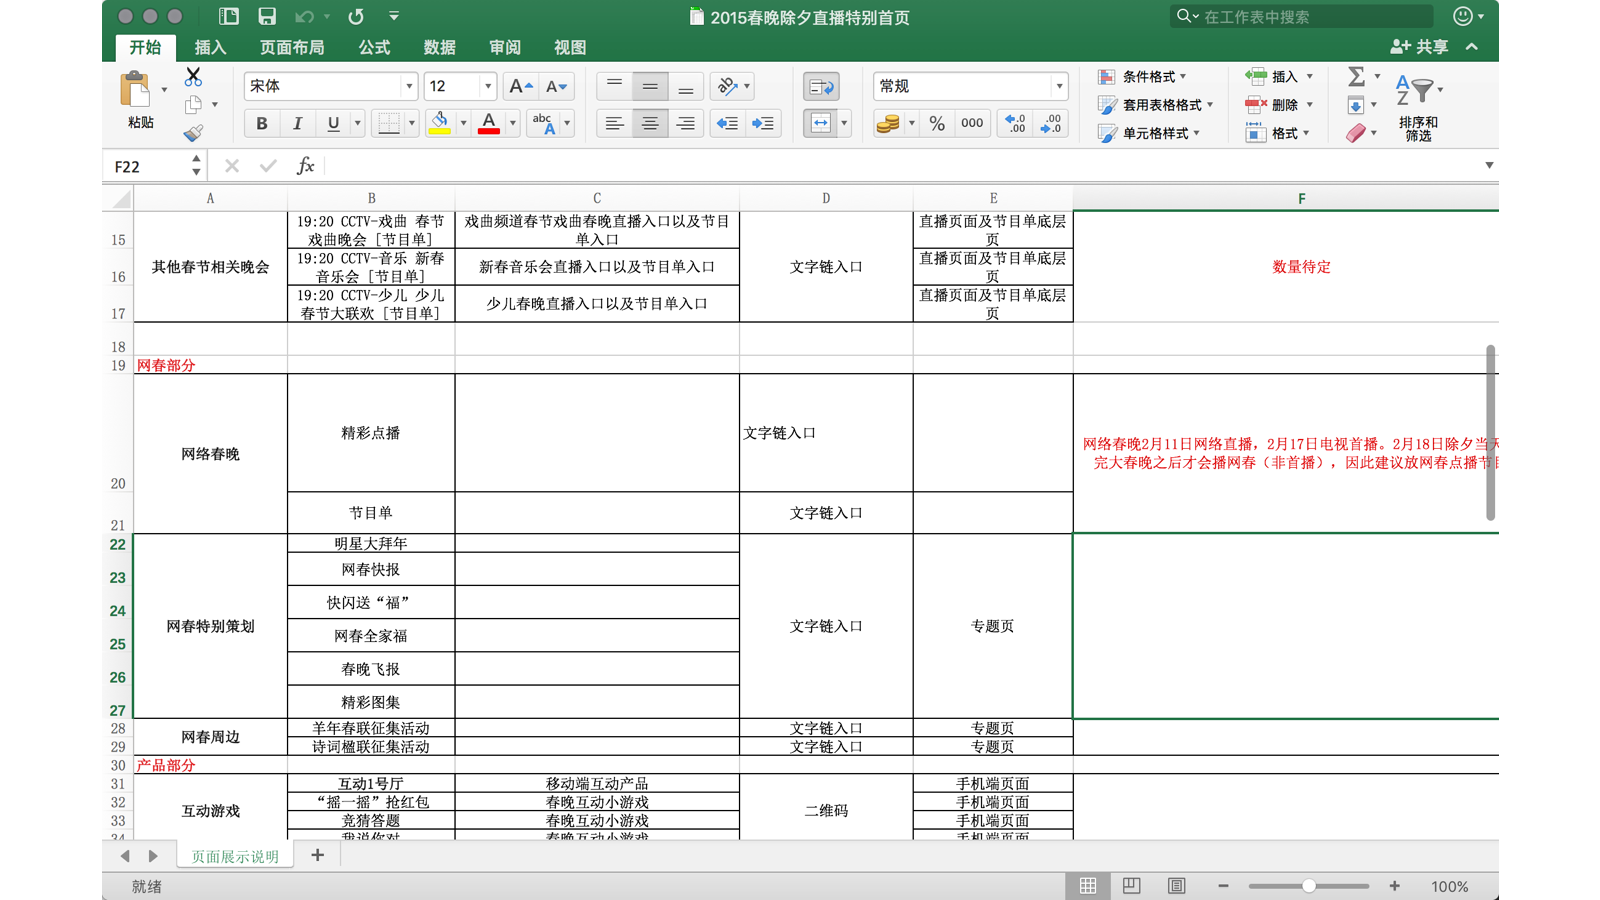 2015春晚除夕直播特别首页
在工作表中搜索
开始 插入 页面布局 公式 数据 审阅 视图
共享
粘贴
宋体 12
常规
条件格式
套用表格格式
单元格样式
插入
删除
格式
排序和
筛选
F22 fx
A B C D E F
15 16 17
其他春节相关晚会
19:20 CCTV-戏曲 春节
戏曲晚会 [节目单]
戏曲频道春节戏曲春晚直播入口以及节目
单入口
直播页面及节目单底层
页
19:20 CCTV-音乐 新春
音乐会 [节目单]
新春音乐会直播入口以及节目单入口
文字链入口
直播页面及节目单底层
页
数量待定
19:20 CCTV-少儿 少儿
春节大联欢 [节目单]
少儿春晚直播入口以及节目单入口
直播页面及节目单底层
页
18
19 网春部分
20 网络春晚 精彩点播 文字链入口
网络春晚2月11日网络直播，2月17日电视首播。2月18日除夕当天
完大春晚之后才会播网春（非首播），因此建议放网春点播节目
21 节目单 文字链入口
22 明星大拜年
23 网春快报
24 快闪送“福”
网春特别策划 文字链入口 专题页
25 网春全家福
26 春晚飞报
27 精彩图集
28 羊年春联征集活动 文字链入口 专题页
网春周边
29 诗词楹联征集活动 文字链入口 专题页
30 产品部分
31 互动1号厅 移动端互动产品 手机端页面
32 “摇一摇”抢红包 春晚互动小游戏 手机端页面
互动游戏 二维码
33 竞猜答题 春晚互动小游戏 手机端页面
34 我说你对 春晚互动小游戏 手机端页面
页面展示说明
就绪
100%